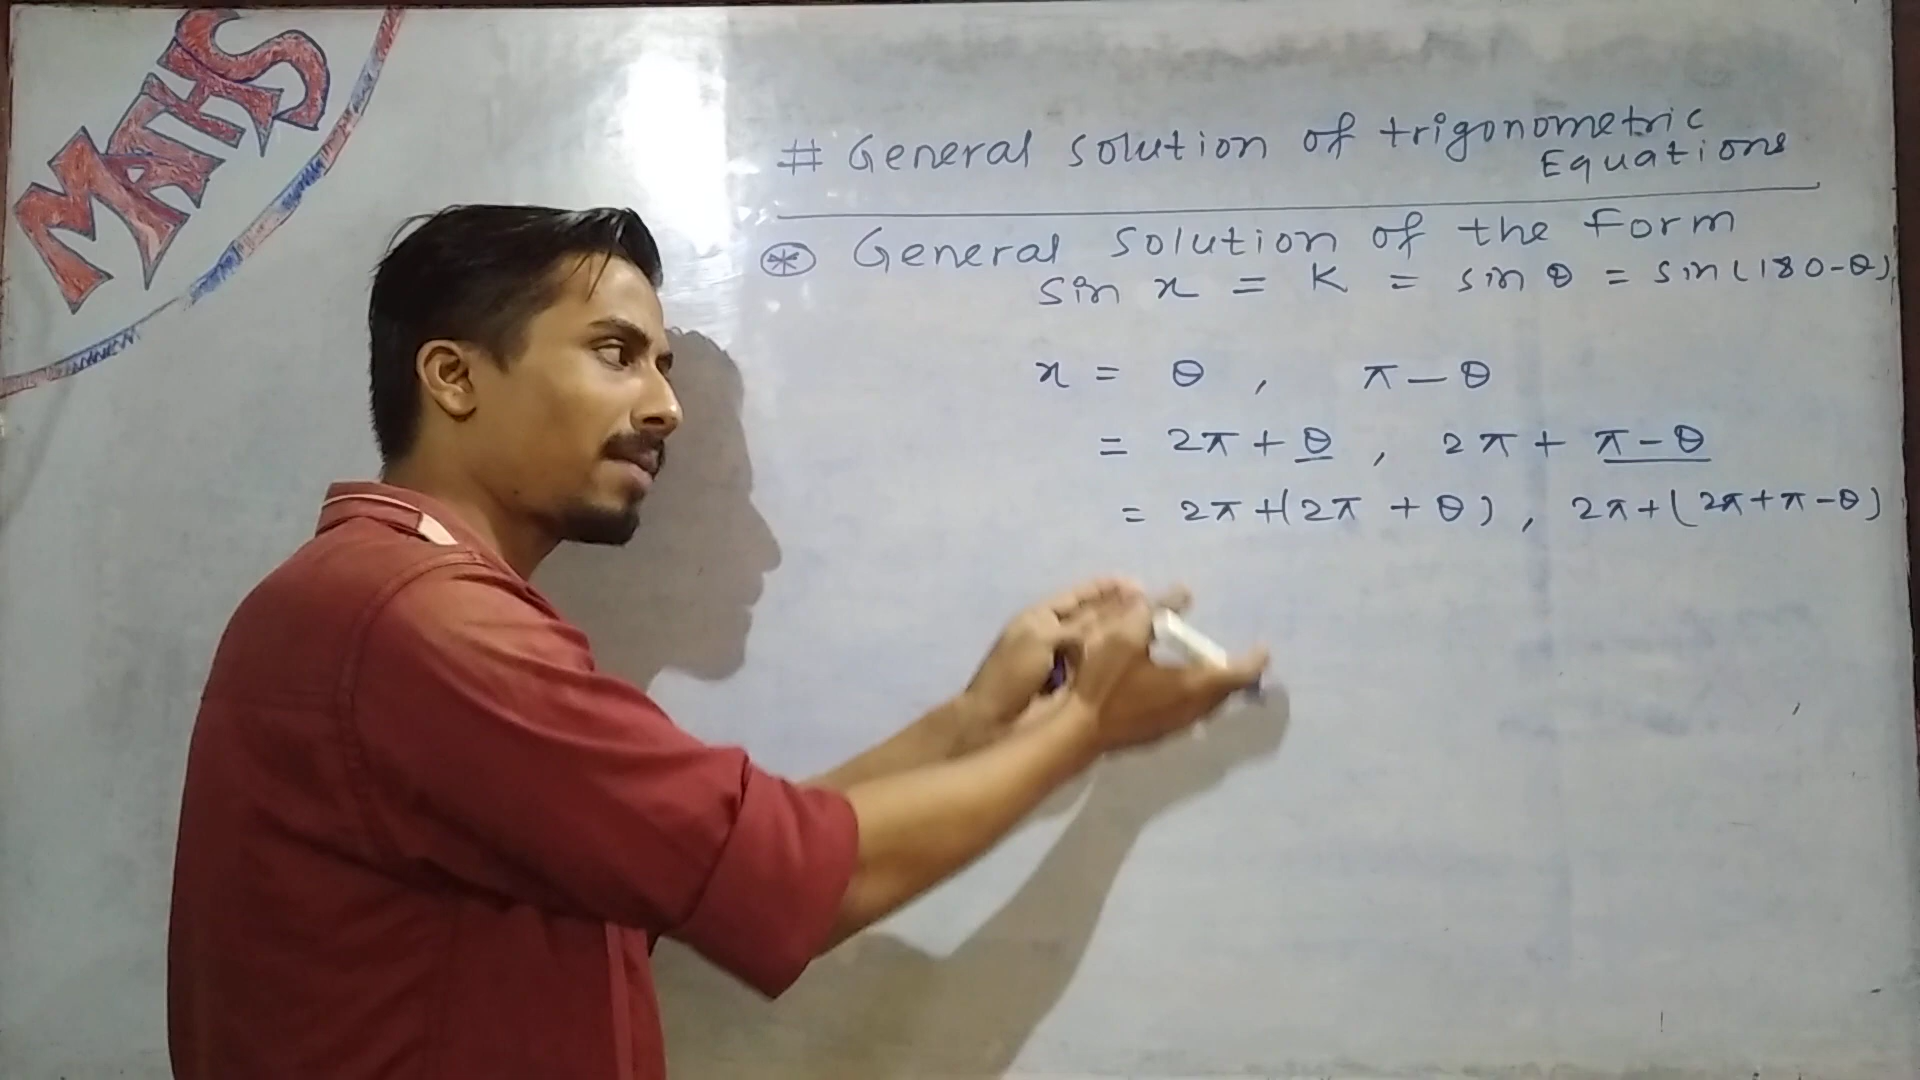 MATHS
# General solution of trigonometric
Equations
* General solution of the form
sin x = K = sin θ = sin(180-θ)
x = θ , π - θ
= 2π + θ , 2π + π - θ
= 2π +(2π + θ) , 2π+(2π+π-θ)